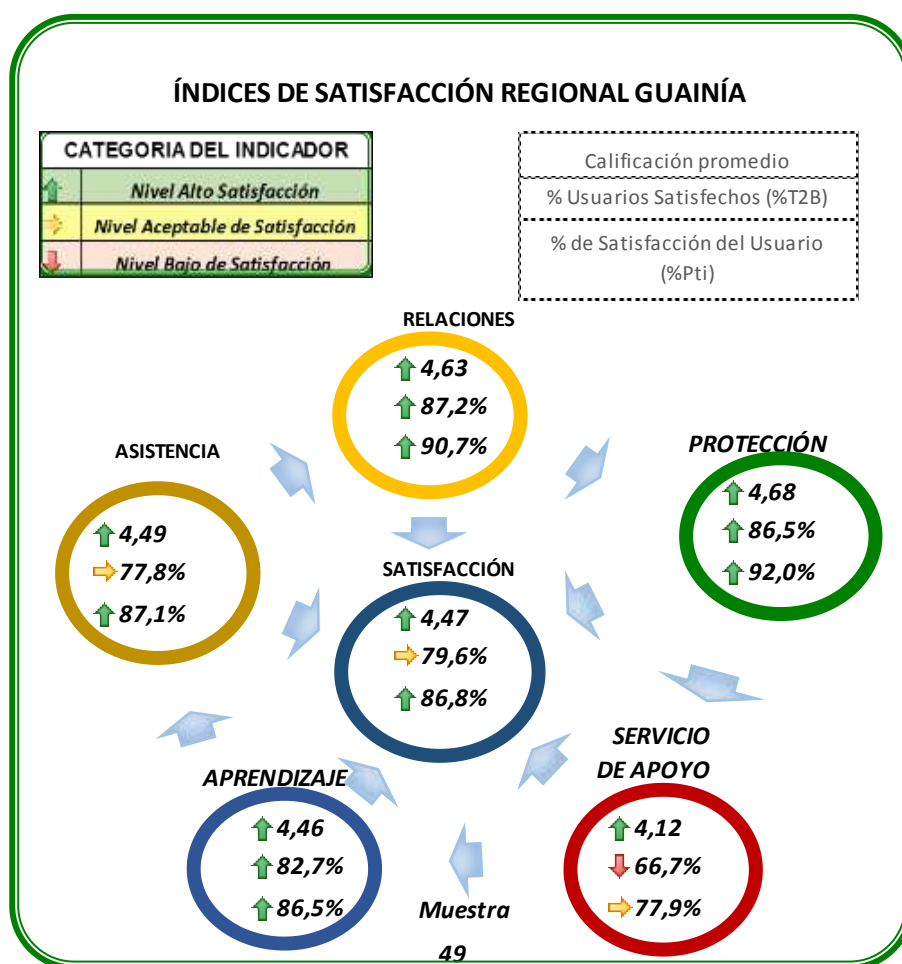 ÍNDICES DE SATISFACCIÓN REGIONAL GUAINÍA
CATEGORIA DEL INDICADOR
Nivel Alto Satisfacción
Nivel Aceptable de Satisfacción
Nivel Bajo de Satisfacción
Calificación promedio
% Usuarios Satisfechos (%T2B)
% de Satisfacción del Usuario
(%Pti)
RELACIONES
4,63
87,2%
90,7%
ASISTENCIA
4,49
77,8%
87,1%
PROTECCIÓN
4,68
86,5%
92,0%
SATISFACCIÓN
4,47
79,6%
86,8%
APRENDIZAJE
4,46
82,7%
86,5%
SERVICIO
DE APOYO
4,12
66,7%
77,9%
Muestra
49